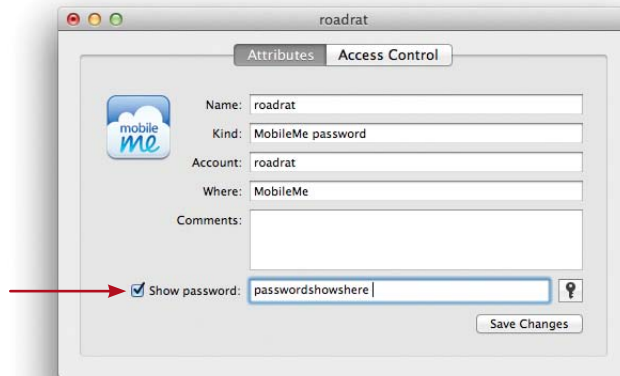 roadrat
Attributes Access Control
mobile
me
Name: roadrat
Kind: MobileMe password
Account: roadrat
Where: MobileMe
Comments:
Show password: passwordshowshere
Save Changes